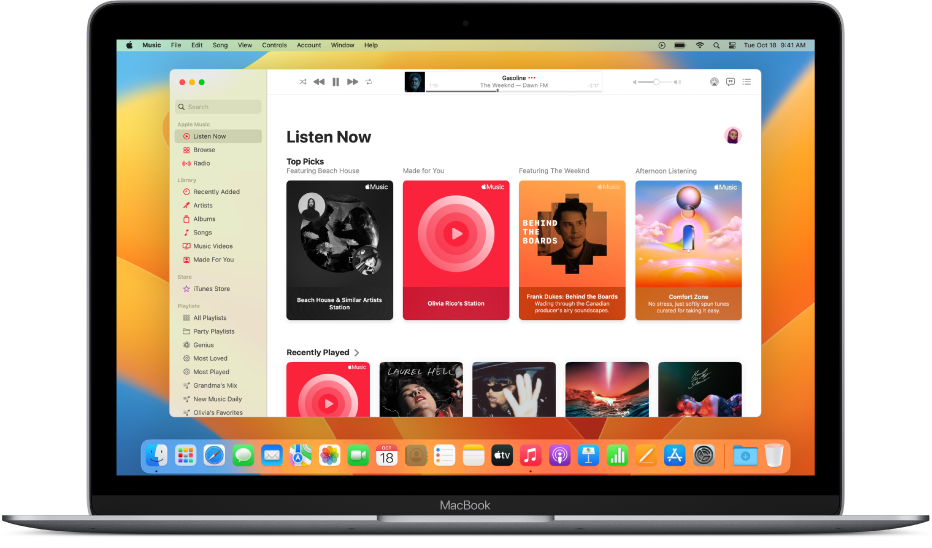 Music File Edit Song View Controls Account Window Help
Tue Oct 18 9:41 AM
Search
Apple Music
Listen Now
Browse
Radio
Library
Recently Added
Artists
Albums
Songs
Music Videos
Made For You
Store
iTunes Store
Playlists
All Playlists
Party Playlists
Genius
Most Loved
Most Played
Grandma's Mix
New Music Daily
Olivia's Favorites
Gasoline
The Weeknd — Dawn FM
Listen Now
Top Picks
Featuring Beach House
Music
Beach House & Similar Artists
Station
Made for You
Music
Olivia Rico's Station
Featuring The Weeknd
Music
BEHIND
THE
BOARDS
Frank Dukes: Behind the Boards
Wading through the Canadian
producer's airy soundscapes.
Afternoon Listening
Music
Comfort Zone
No stress, just softly spun tunes
curated for taking it easy.
Recently Played
Music
LAUREL HELL
OCT
18
tv
MacBook